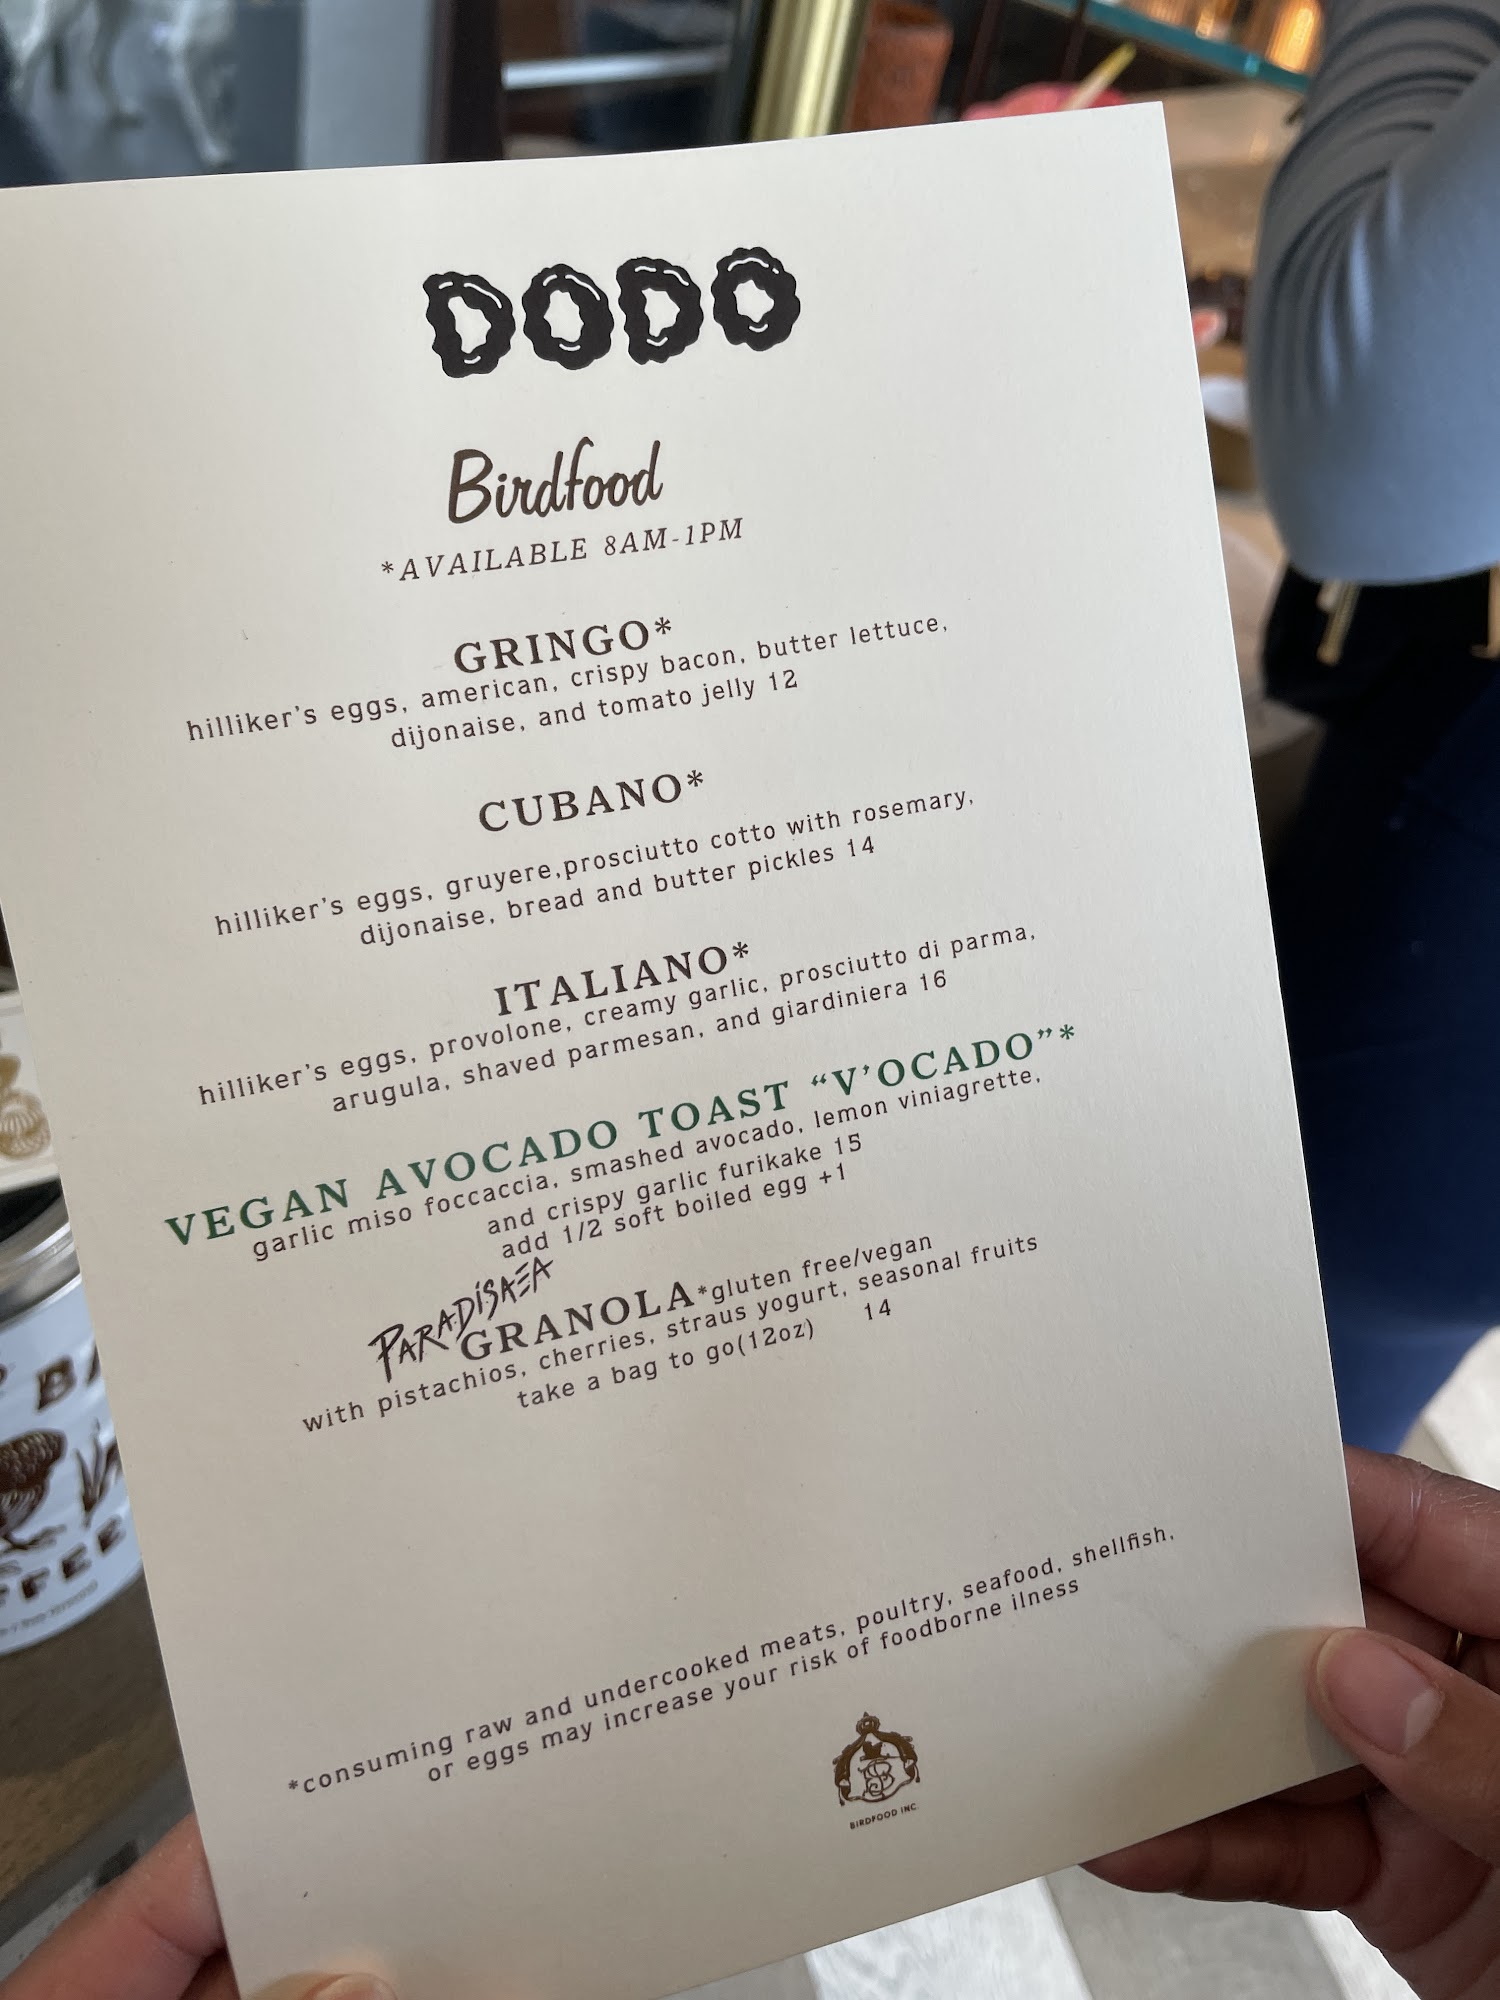 DODO
Birdfood
*AVAILABLE 8AM-1PM
GRINGO*
hilliker's eggs, american, crispy bacon, butter lettuce,
dijonaise, and tomato jelly 12
CUBANO*
hilliker's eggs, gruyere,prosciutto cotto with rosemary,
dijonaise, bread and butter pickles 14
ITALIANO*
hilliker's eggs, provolone, creamy garlic, prosciutto di parma,
arugula, shaved parmesan, and giardiniera 16
VEGAN AVOCADO TOAST “V’OCADO”*
garlic miso foccaccia, smashed avocado, lemon viniagrette,
and crispy garlic furikake 15
add 1/2 soft boiled egg +1
PARADISAEA
GRANOLA*gluten free/vegan
with pistachios, cherries, straus yogurt, seasonal fruits
take a bag to go(12oz) 14
*consuming raw and undercooked meats, poultry, seafood, shellfish,
or eggs may increase your risk of foodborne ilness
BIRDFOOD INC.